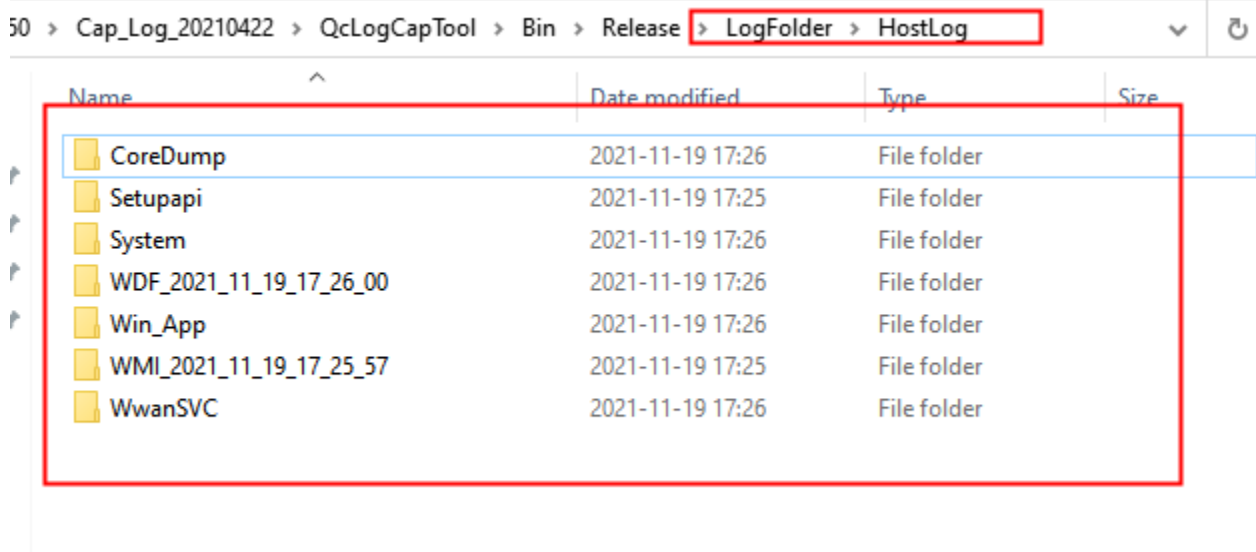 50 > Cap_Log_20210422 > QcLogCapTool > Bin > Release > LogFolder > HostLog
Name Date modified Type Size
CoreDump 2021-11-19 17:26 File folder
Setupapi 2021-11-19 17:25 File folder
System 2021-11-19 17:26 File folder
WDF_2021_11_19_17_26_00 2021-11-19 17:26 File folder
Win_App 2021-11-19 17:26 File folder
WMI_2021_11_19_17_25_57 2021-11-19 17:25 File folder
WwanSVC 2021-11-19 17:26 File folder